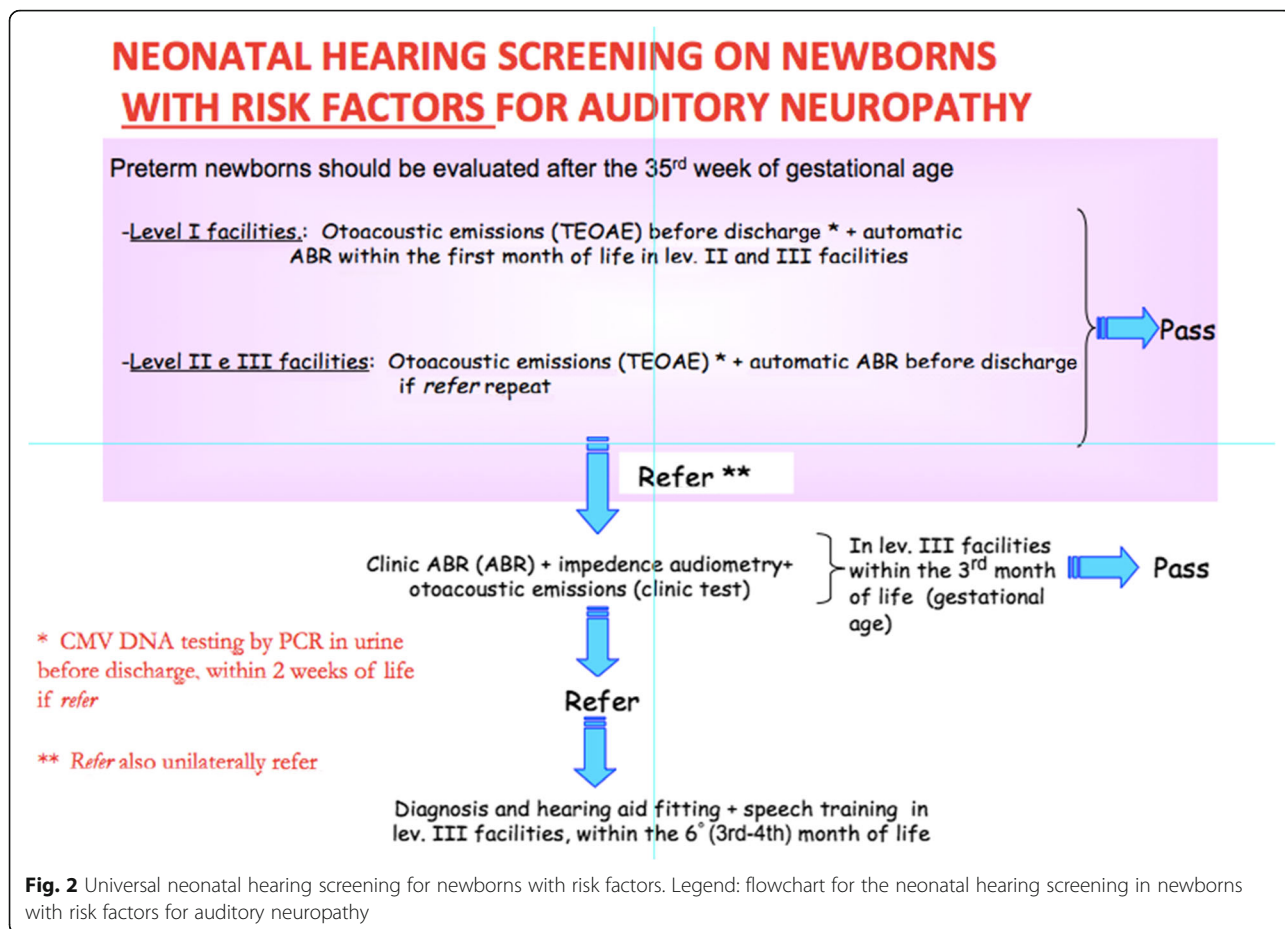 NEONATAL HEARING SCREENING ON NEWBORNS
WITH RISK FACTORS FOR AUDITORY NEUROPATHY
Preterm newborns should be evaluated after the 35rd week of gestational age
-Level I facilities.: Otoacoustic emissions (TEOAE) before discharge * + automatic
ABR within the first month of life in lev. II and III facilities
Pass
-Level II e III facilities: Otoacoustic emissions (TEOAE) * + automatic ABR before discharge
if refer repeat
Refer **
Clinic ABR (ABR) + impedence audiometry+
otoacoustic emissions (clinic test)
In lev. III facilities
within the 3rd month
of life (gestational
age)
Pass
* CMV DNA testing by PCR in urine
before discharge, within 2 weeks of life
if refer
Refer
** Refer also unilaterally refer
Diagnosis and hearing aid fitting + speech training in
lev. III facilities, within the 6° (3rd-4th) month of life
Fig. 2 Universal neonatal hearing screening for newborns with risk factors. Legend: flowchart for the neonatal hearing screening in newborns
with risk factors for auditory neuropathy